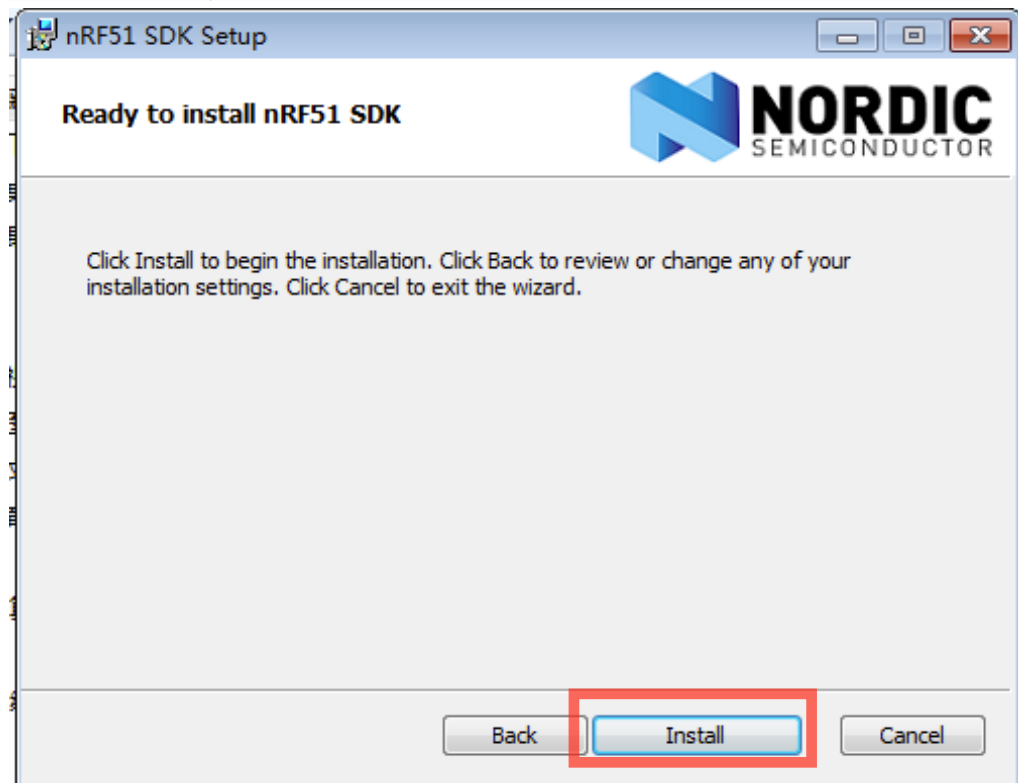 nRF51 SDK Setup
Ready to install nRF51 SDK
NORDIC
SEMICONDUCTOR
Click Install to begin the installation. Click Back to review or change any of your
installation settings. Click Cancel to exit the wizard.
Back
Install
Cancel